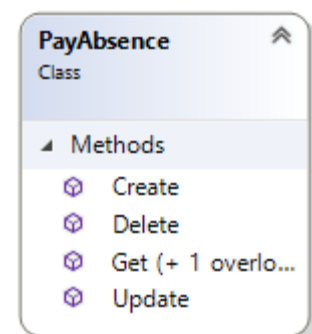 PayAbsence
Class
Methods
Create
Delete
Get (+ 1 overlo...
Update